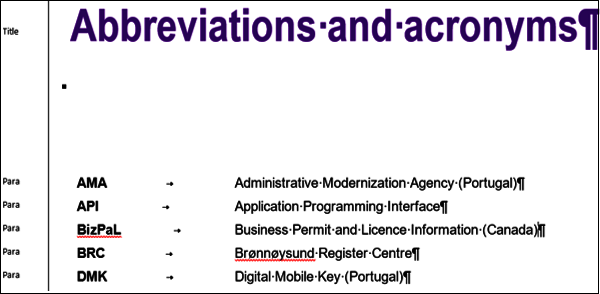 Title Abbreviations and acronyms¶
Para AMA → Administrative Modernization Agency (Portugal)¶
Para API → Application Programming Interface¶
Para BizPaL → Business Permit and Licence Information (Canada)¶
Para BRC → Brønnøysund Register Centre¶
Para DMK → Digital Mobile Key (Portugal)¶